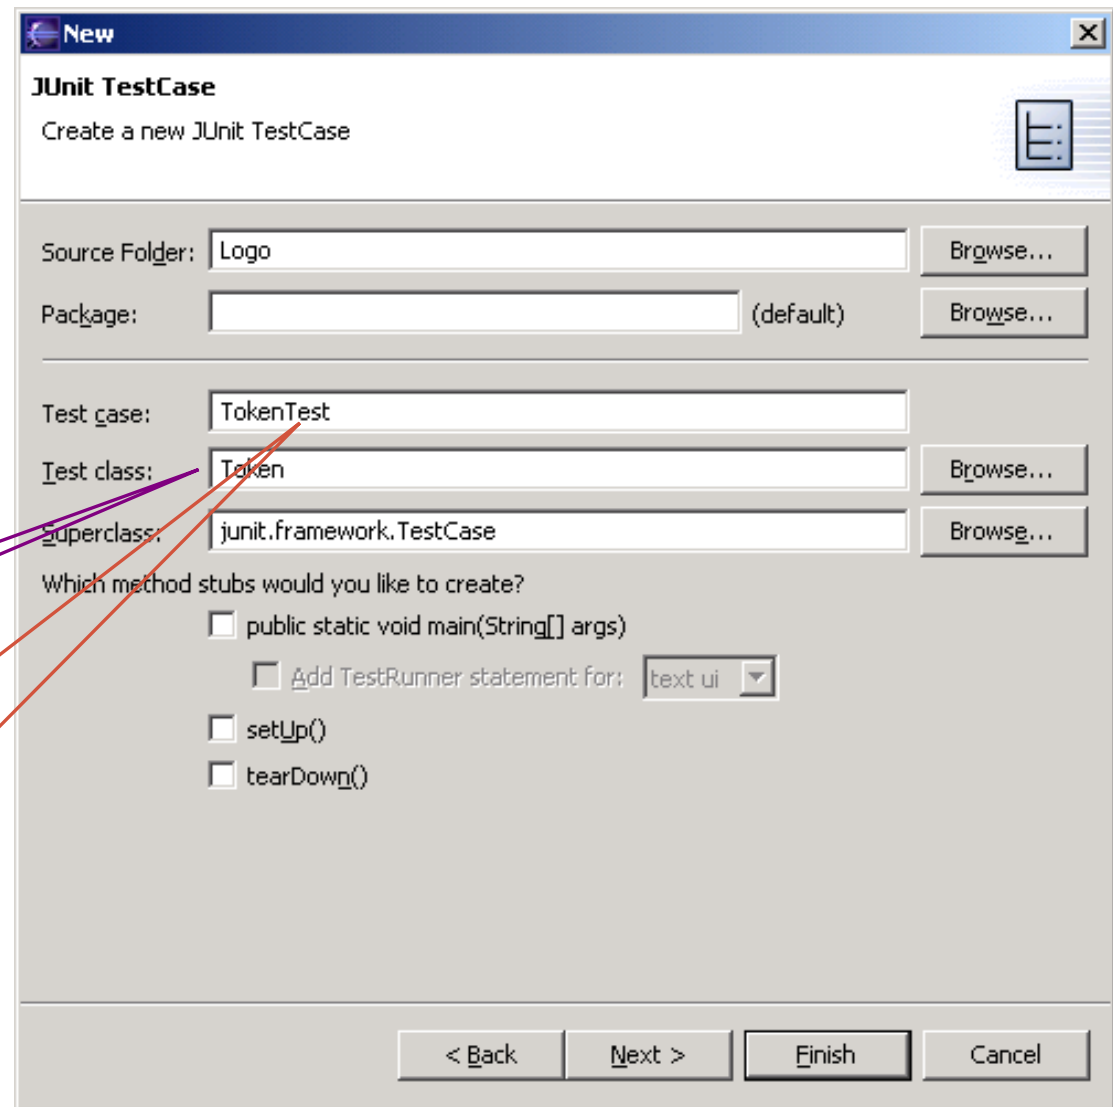 New
JUnit TestCase
Create a new JUnit TestCase
Source Folder: Logo Browse...
Package: (default) Browse...
Test case: TokenTest
Test class: Token Browse...
Superclass: junit.framework.TestCase Browse...
Which method stubs would you like to create?
public static void main(String[] args)
Add TestRunner statement for: text ui
setUp()
tearDown()
< Back Next > Finish Cancel